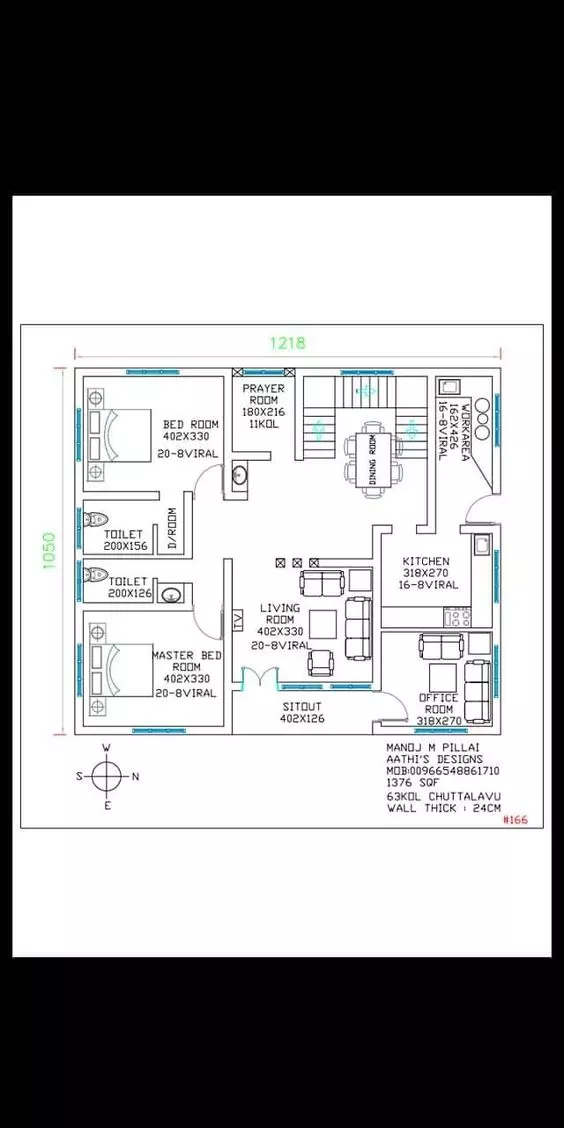 1218
1050
BED ROOM
402X330
20-8VIRAL
PRAYER
ROOM
180X216
11KOL
DINING ROOM
WORKAREA
162X426
16-8VIRAL
TOILET
200X156
D/ROOM
TOILET
200X126
KITCHEN
318X270
16-8VIRAL
TV
LIVING
ROOM
402X330
20-8VIRAL
MASTER BED
ROOM
402X330
20-8VIRAL
SITOUT
402X126
OFFICE
ROOM
318X270
W
S
N
E
MANOJ M PILLAI
AATHI'S DESIGNS
MOB:00966548861710
1376 SQF
63KOL CHUTTALAVU
WALL THICK : 24CM
#166